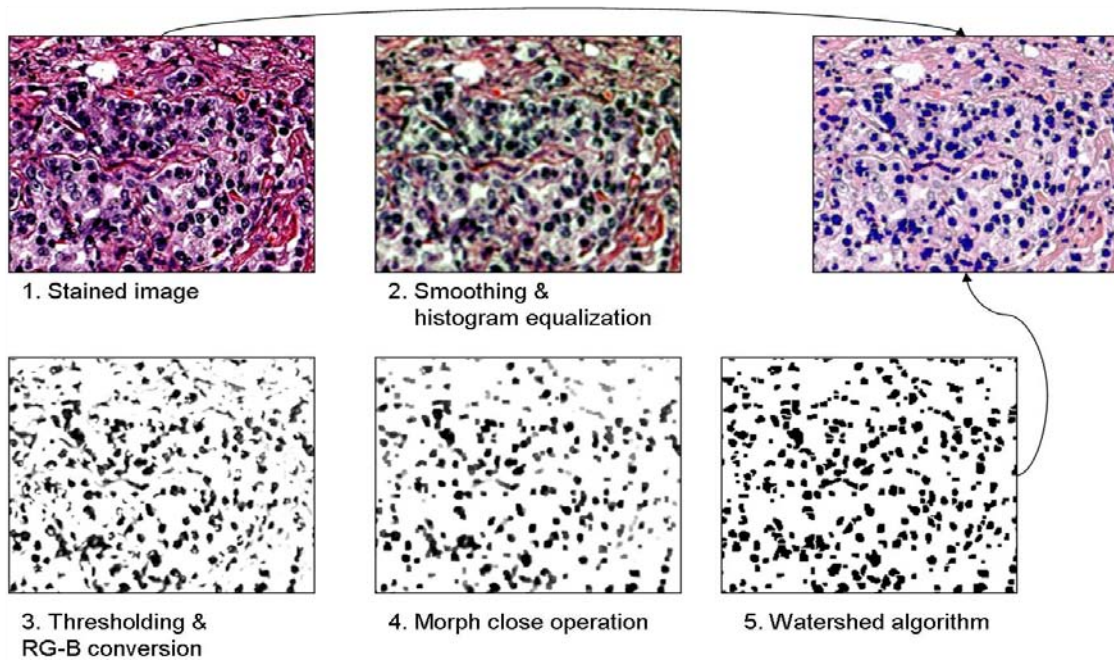 1. Stained image
2. Smoothing &
histogram equalization
3. Thresholding &
RG-B conversion
4. Morph close operation
5. Watershed algorithm